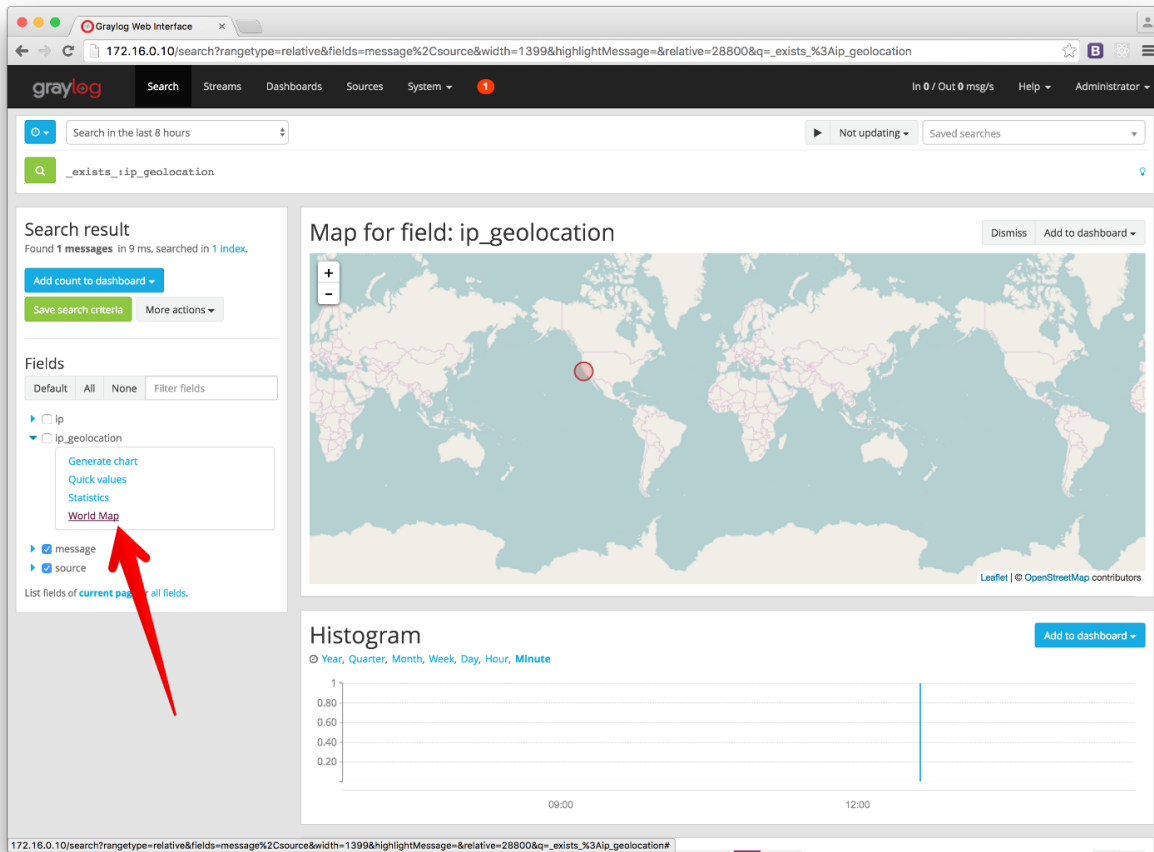 Graylog Web Interface
172.16.0.10/search?rangetype=relative&fields=message%2Csource&width=1399&highlightMessage=&relative=28800&q=_exists_%3Aip_geolocation
B
graylog Search Streams Dashboards Sources System 1 In 0 / Out 0 msg/s Help Administrator
Search in the last 8 hours Not updating Saved searches
_exists_:ip_geolocation
Search result
Found 1 messages in 9 ms, searched in 1 index.
Add count to dashboard
Save search criteria More actions
Fields
Default All None Filter fields
ip
ip_geolocation
Generate chart
Quick values
Statistics
World Map
message
source
List fields of current all fields.
Map for field: ip_geolocation
Dismiss Add to dashboard
+
-
Leaflet | © OpenStreetMap contributors
Histogram
Add to dashboard
Year, Quarter, Month, Week, Day, Hour, Minute
1
0.80
0.60
0.40
0.20
09:00 12:00
172.16.0.10/search?rangetype=relative&fields=message%2Csource&width=1399&highlightMessage=&relative=28800&q=_exists_%3Aip_geolocation#